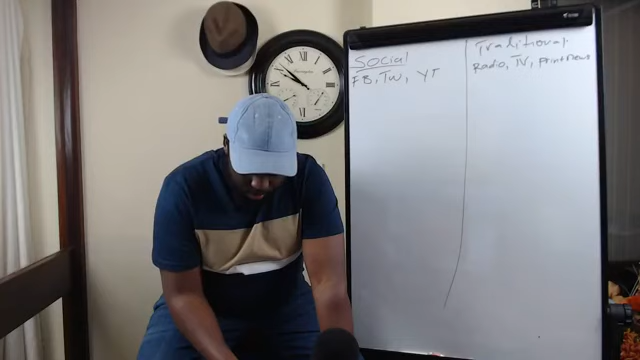 Social
FB, TW, YT
Traditional
Radio, TV, Print News